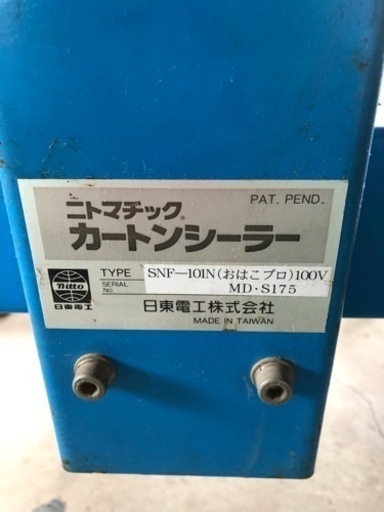 PAT. PEND.
ニトマチック®
カートンシーラー
TYPE SNF-101N(おはこプロ)100V
SERIAL No. MD・S175
nitto
日東電工
日東電工株式会社
MADE IN TAIWAN